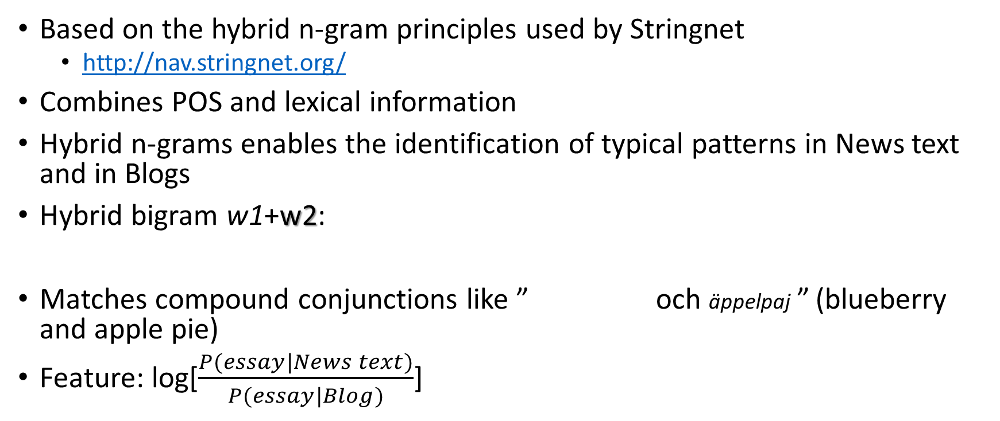 • Based on the hybrid n-gram principles used by Stringnet
• http://nav.stringnet.org/
• Combines POS and lexical information
• Hybrid n-grams enables the identification of typical patterns in News text
and in Blogs
• Hybrid bigram w1+w2:
• Matches compound conjunctions like ” och äppelpaj ” (blueberry
and apple pie)
• Feature: log[P(essay|News text)/P(essay|Blog)]